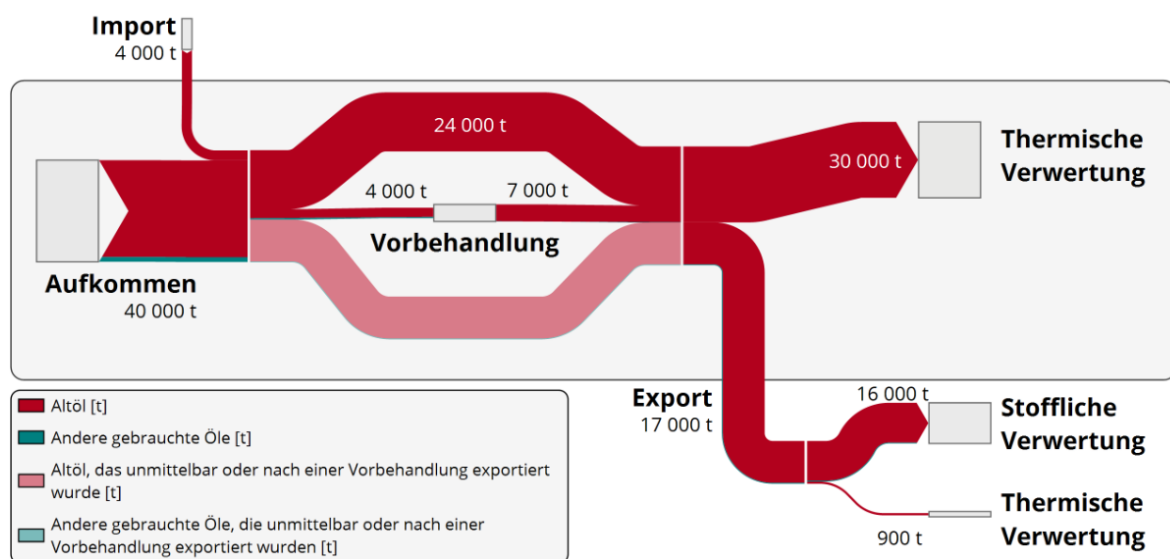 Import
4 000 t
24 000 t
30 000 t
Thermische
Verwertung
4 000 t
7 000 t
Vorbehandlung
Aufkommen
40 000 t
Export
17 000 t
16 000 t
Stoffliche
Verwertung
900 t
Thermische
Verwertung
Altöl [t]
Andere gebrauchte Öle [t]
Altöl, das unmittelbar oder nach einer Vorbehandlung exportiert
wurde [t]
Andere gebrauchte Öle, die unmittelbar oder nach einer
Vorbehandlung exportiert wurden [t]